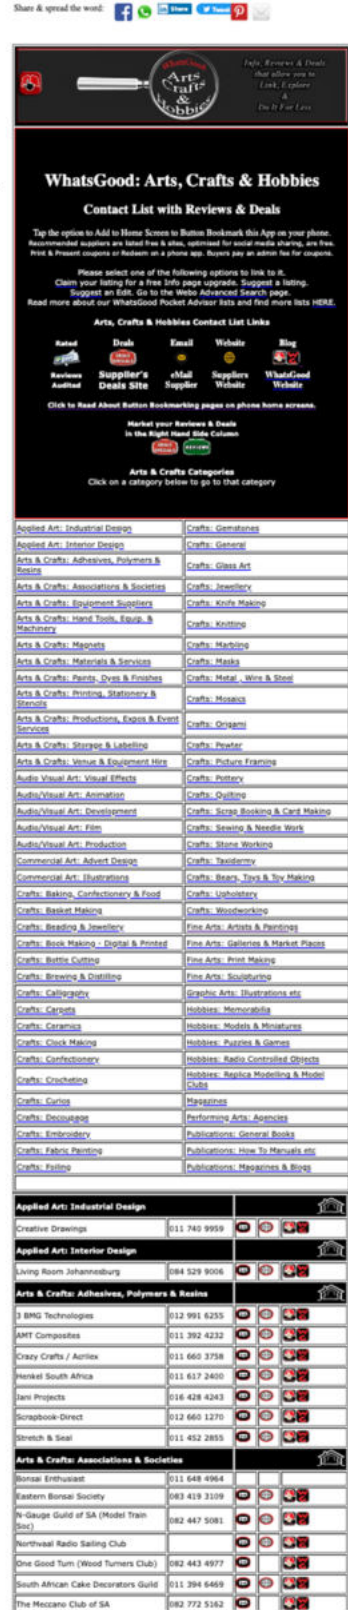 Share & spread the word:
Share
Tweet
WhatsGood
Arts
Crafts
&
Hobbies
Info, Reviews & Deals
that allow you to
Link, Explore
&
Do It For Less
WhatsGood: Arts, Crafts & Hobbies
Contact List with Reviews & Deals
Tap the option to Add to Home Screen to Button Bookmark this App on your phone.
Recommended suppliers are listed free & sites, optimised for social media sharing, are free.
Print & Present coupons or Redeem on a phone app. Buyers pay an admin fee for coupons.
Please select one of the following options to link to it.
Claim your listing for a free Info page upgrade. Suggest a listing.
Suggest an Edit. Go to the Webo Advanced Search page.
Read more about our WhatsGood Pocket Advisor lists and find more lists HERE.
Arts, Crafts & Hobbies Contact List Links
Rated Deals Email Website Blog
Reviews Supplier's eMail Suppliers WhatsGood
Audited Deals Site Supplier Website Website
Click to Read About Button Bookmarking pages on phone home screens.
Market your Reviews & Deals
in the Right Hand Side Column
REVIEWS
Arts & Crafts Categories
Click on a category below to go to that category
Applied Art: Industrial Design Crafts: Gemstones
Applied Art: Interior Design Crafts: General
Arts & Crafts: Adhesives, Polymers &
Resins Crafts: Glass Art
Arts & Crafts: Associations & Societies Crafts: Jewellery
Arts & Crafts: Equipment Suppliers Crafts: Knife Making
Arts & Crafts: Hand Tools, Equip. &
Machinery Crafts: Knitting
Arts & Crafts: Magnets Crafts: Marbling
Arts & Crafts: Materials & Services Crafts: Masks
Arts & Crafts: Paints, Dyes & Finishes Crafts: Metal , Wire & Steel
Arts & Crafts: Printing, Stationery &
Stencils Crafts: Mosaics
Arts & Crafts: Productions, Expos & Event
Services Crafts: Origami
Arts & Crafts: Storage & Labelling Crafts: Pewter
Arts & Crafts: Venue & Equipment Hire Crafts: Picture Framing
Audio Visual Art: Visual Effects Crafts: Pottery
Audio/Visual Art: Animation Crafts: Quilting
Audio/Visual Art: Development Crafts: Scrap Booking & Card Making
Audio/Visual Art: Film Crafts: Sewing & Needle Work
Audio/Visual Art: Production Crafts: Stone Working
Commercial Art: Advert Design Crafts: Taxidermy
Commercial Art: Illustrations Crafts: Bears, Toys & Toy Making
Crafts: Baking, Confectionery & Food Crafts: Upholstery
Crafts: Basket Making Crafts: Woodworking
Crafts: Beading & Jewellery Fine Arts: Artists & Paintings
Crafts: Book Making - Digital & Printed Fine Arts: Galleries & Market Places
Crafts: Bottle Cutting Fine Arts: Print Making
Crafts: Brewing & Distilling Fine Arts: Sculpturing
Crafts: Calligraphy Graphic Arts: Illustrations etc
Crafts: Carpets Hobbies: Memorabilia
Crafts: Ceramics Hobbies: Models & Miniatures
Crafts: Clock Making Hobbies: Puzzles & Games
Crafts: Confectionery Hobbies: Radio Controlled Objects
Crafts: Crocheting Hobbies: Replica Modelling & Model
Clubs
Crafts: Curios Magazines
Crafts: Decoupage Performing Arts: Agencies
Crafts: Embroidery Publications: General Books
Crafts: Fabric Painting Publications: How To Manuals etc
Crafts: Foiling Publications: Magazines & Blogs
Applied Art: Industrial Design
Creative Drawings 011 740 9959
Applied Art: Interior Design
Living Room Johannesburg 084 529 9006
Arts & Crafts: Adhesives, Polymers & Resins
3 BMG Technologies 012 991 6255
AMT Composites 011 392 4232
Crazy Crafts / Acrilex 011 660 3758
Henkel South Africa 011 617 2400
Jani Projects 016 428 4243
Scrapbook-Direct 012 660 1270
Stretch & Seal 011 452 2855
Arts & Crafts: Associations & Societies
Bonsai Enthusiast 011 648 4964
Eastern Bonsai Society 083 419 3109
N-Gauge Guild of SA (Model Train
Soc) 082 447 5081
Northvaal Radio Sailing Club
One Good Turn (Wood Turners Club) 082 443 4977
South African Cake Decorators Guild 011 394 6469
The Meccano Club of SA 082 772 5162